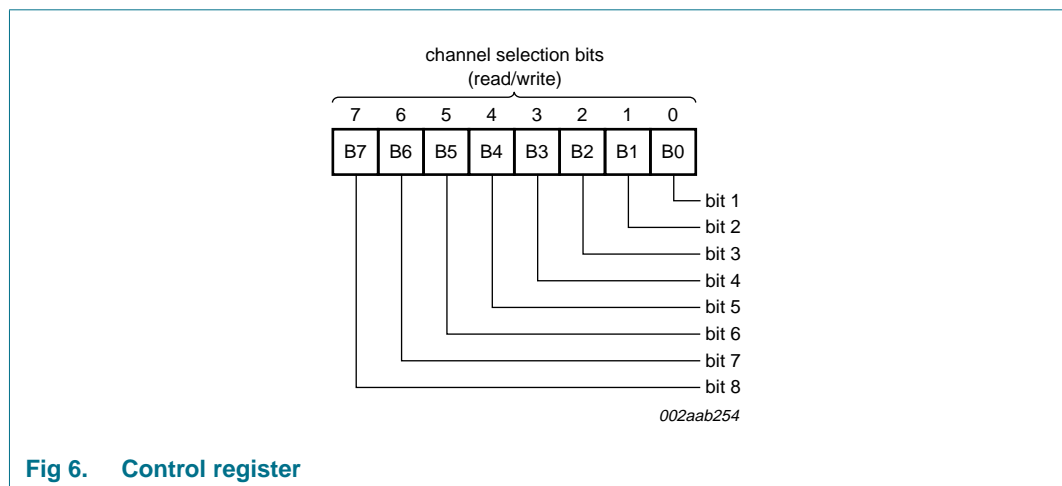 channel selection bits
(read/write)
7 6 5 4 3 2 1 0
B7 B6 B5 B4 B3 B2 B1 B0
bit 1
bit 2
bit 3
bit 4
bit 5
bit 6
bit 7
bit 8
002aab254
Fig 6. Control register